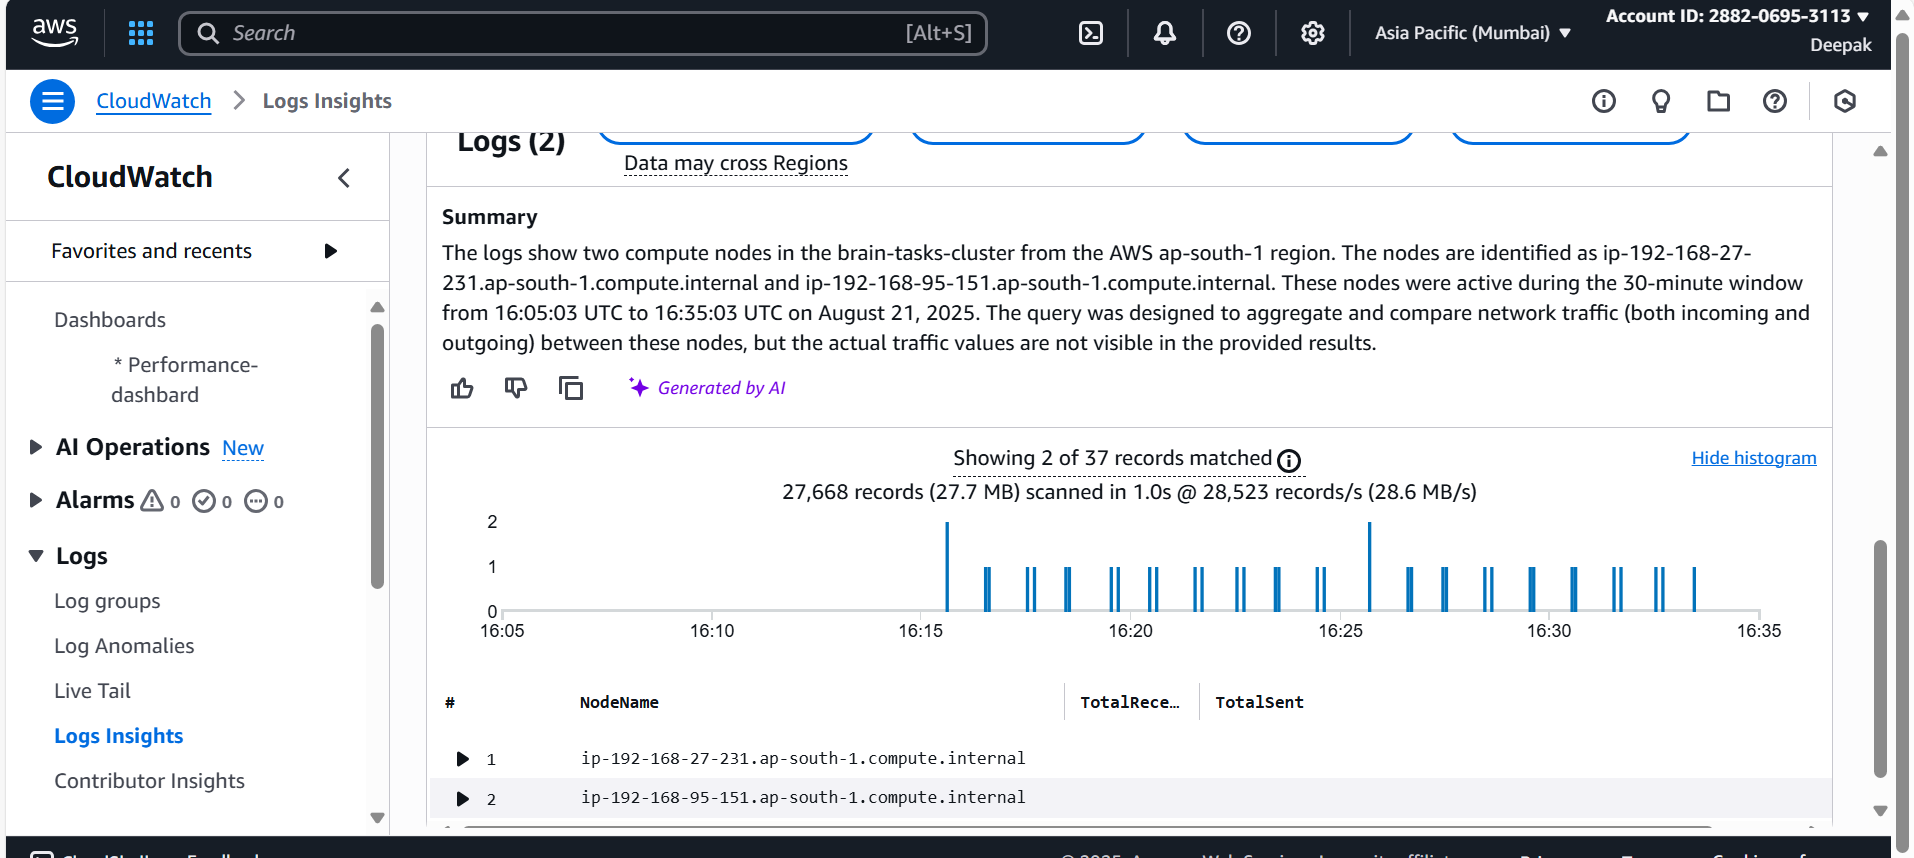 aws
Search
[Alt+S]
Asia Pacific (Mumbai) ▼
Account ID: 2882-0695-3113 ▼
Deepak
CloudWatch
Logs Insights
CloudWatch
Favorites and recents
Dashboards
* Performance-
dashbard
AI Operations New
Alarms 0 0 0
Logs
Log groups
Log Anomalies
Live Tail
Logs Insights
Contributor Insights
Logs (2)
Data may cross Regions
Summary
The logs show two compute nodes in the brain-tasks-cluster from the AWS ap-south-1 region. The nodes are identified as ip-192-168-27-
231.ap-south-1.compute.internal and ip-192-168-95-151.ap-south-1.compute.internal. These nodes were active during the 30-minute window
from 16:05:03 UTC to 16:35:03 UTC on August 21, 2025. The query was designed to aggregate and compare network traffic (both incoming and
outgoing) between these nodes, but the actual traffic values are not visible in the provided results.
Generated by AI
Showing 2 of 37 records matched
Hide histogram
27,668 records (27.7 MB) scanned in 1.0s @ 28,523 records/s (28.6 MB/s)
2
1
0
16:05 16:10 16:15 16:20 16:25 16:30 16:35
# NodeName TotalRece… TotalSent
1 ip-192-168-27-231.ap-south-1.compute.internal
2 ip-192-168-95-151.ap-south-1.compute.internal